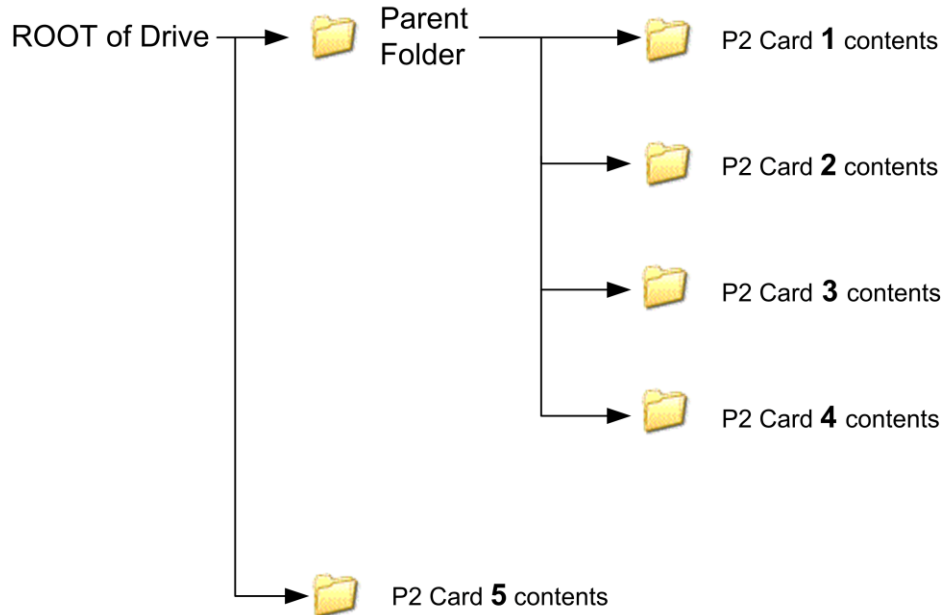 ROOT of Drive
Parent
Folder
P2 Card 1 contents
P2 Card 2 contents
P2 Card 3 contents
P2 Card 4 contents
P2 Card 5 contents